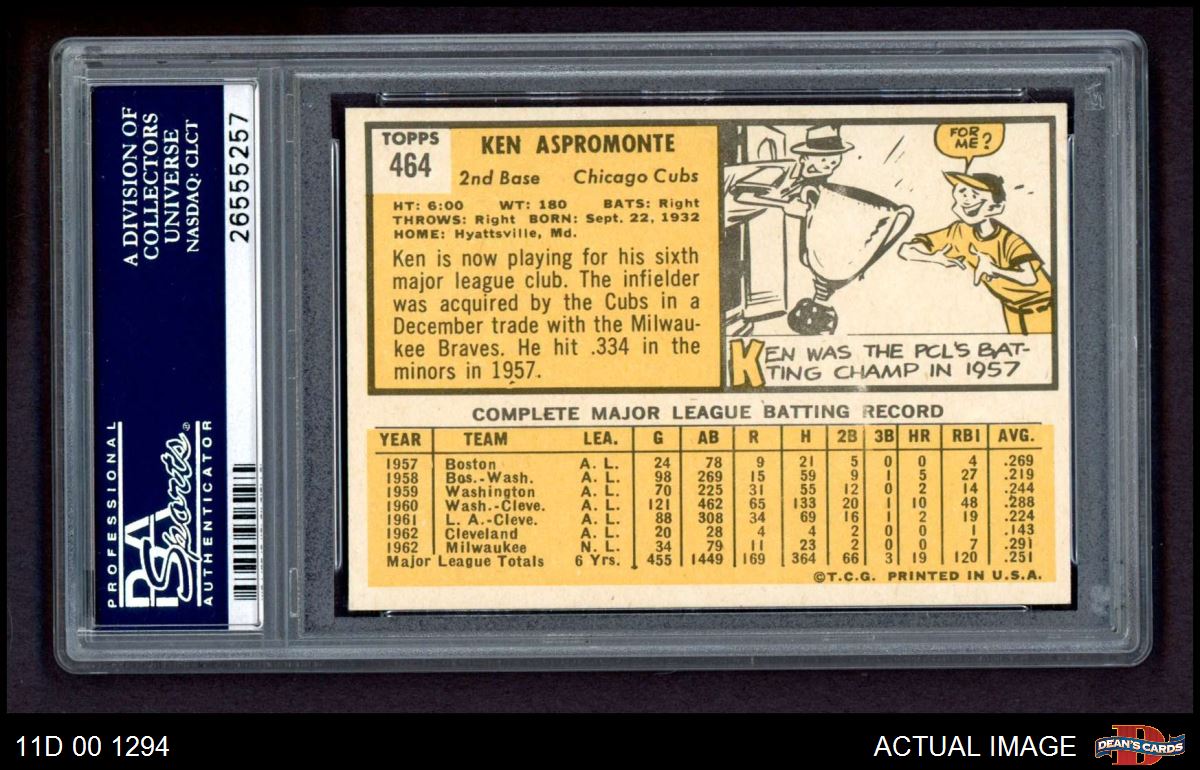 A DIVISION OF
COLLECTORS
UNIVERSE
NASDAQ: CLCT
26555257
PROFESSIONAL
PSA
Sports®
AUTHENTICATOR
TOPPS
464
KEN ASPROMONTE
2nd Base Chicago Cubs
HT: 6:00 WT: 180 BATS: Right
THROWS: Right BORN: Sept. 22, 1932
HOME: Hyattsville, Md.
Ken is now playing for his sixth
major league club. The infielder
was acquired by the Cubs in a
December trade with the Milwau-
kee Braves. He hit .334 in the
minors in 1957.
FOR
ME?
KEN WAS THE PCL'S BAT-
TING CHAMP IN 1957
COMPLETE MAJOR LEAGUE BATTING RECORD
YEAR TEAM LEA. G AB R H 2B 3B HR RBI AVG.
1957 Boston A. L. 24 78 9 21 5 0 0 4 .269
1958 Bos.-Wash. A. L. 98 269 15 59 9 1 5 27 .219
1959 Washington A. L. 70 225 31 55 12 0 2 14 .244
1960 Wash.-Cleve. A. L. 121 462 65 133 20 1 10 48 .288
1961 L. A.-Cleve. A. L. 88 308 34 69 16 1 2 19 .224
1962 Cleveland A. L. 20 28 4 4 2 0 0 1 .143
1962 Milwaukee N. L. 34 79 11 23 2 0 0 7 .291
Major League Totals 6 Yrs. 455 1449 169 364 66 3 19 120 .251
©T.C.G. PRINTED IN U.S.A.
11D 00 1294
ACTUAL IMAGE
D
DEAN'S CARDS